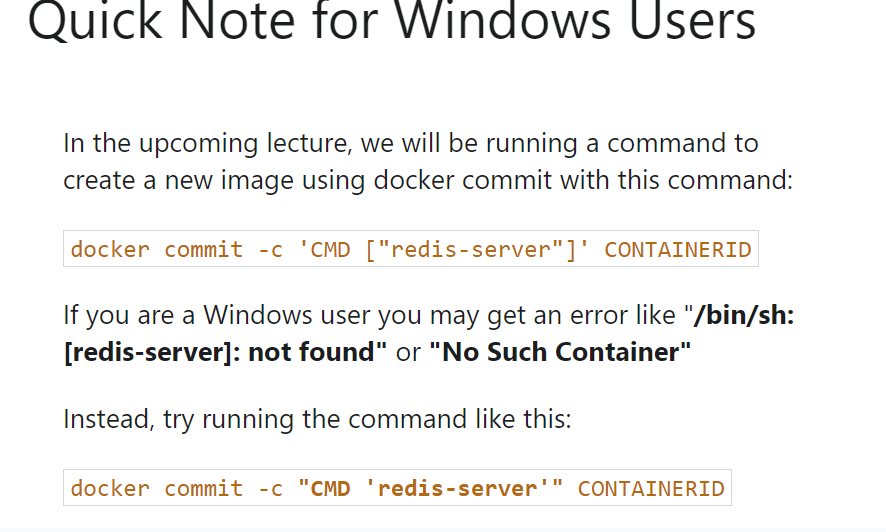 Quick Note for Windows Users
In the upcoming lecture, we will be running a command to
create a new image using docker commit with this command:
docker commit -c 'CMD ["redis-server"]' CONTAINERID
If you are a Windows user you may get an error like "/bin/sh:
[redis-server]: not found" or "No Such Container"
Instead, try running the command like this:
docker commit -c "CMD 'redis-server'" CONTAINERID